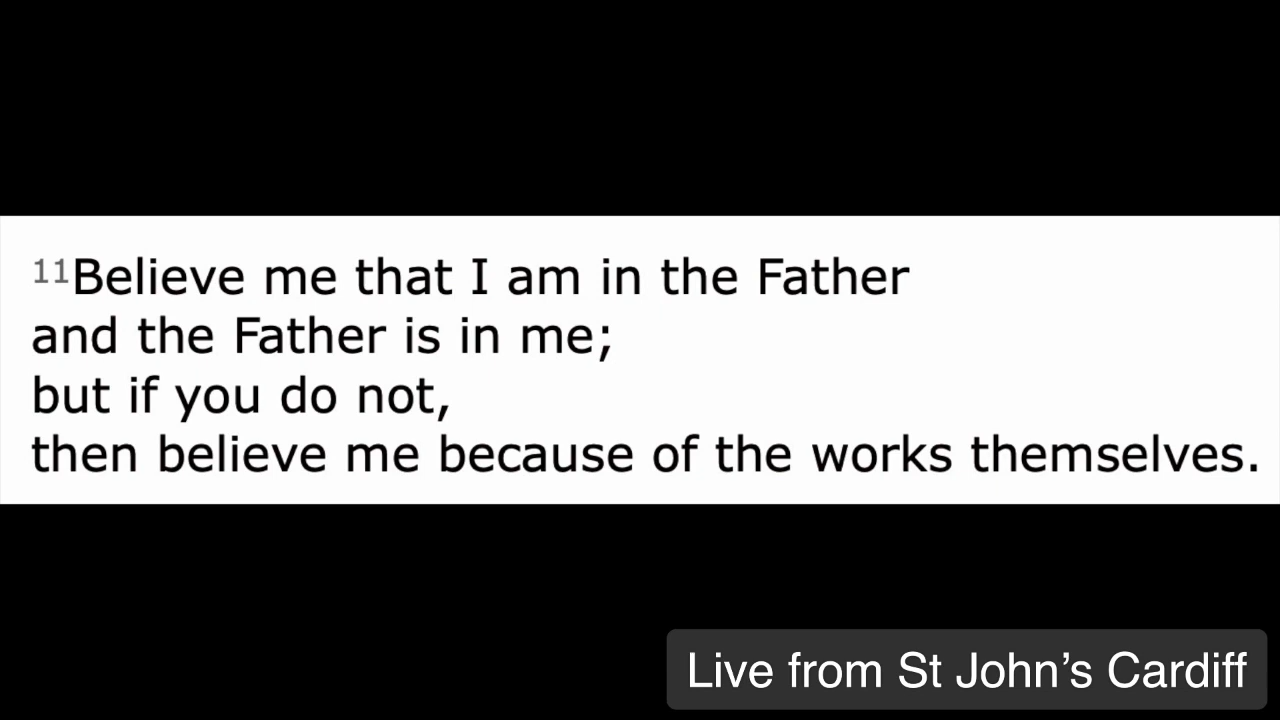 11Believe me that I am in the Father
and the Father is in me;
but if you do not,
then believe me because of the works themselves.
Live from St John’s Cardiff